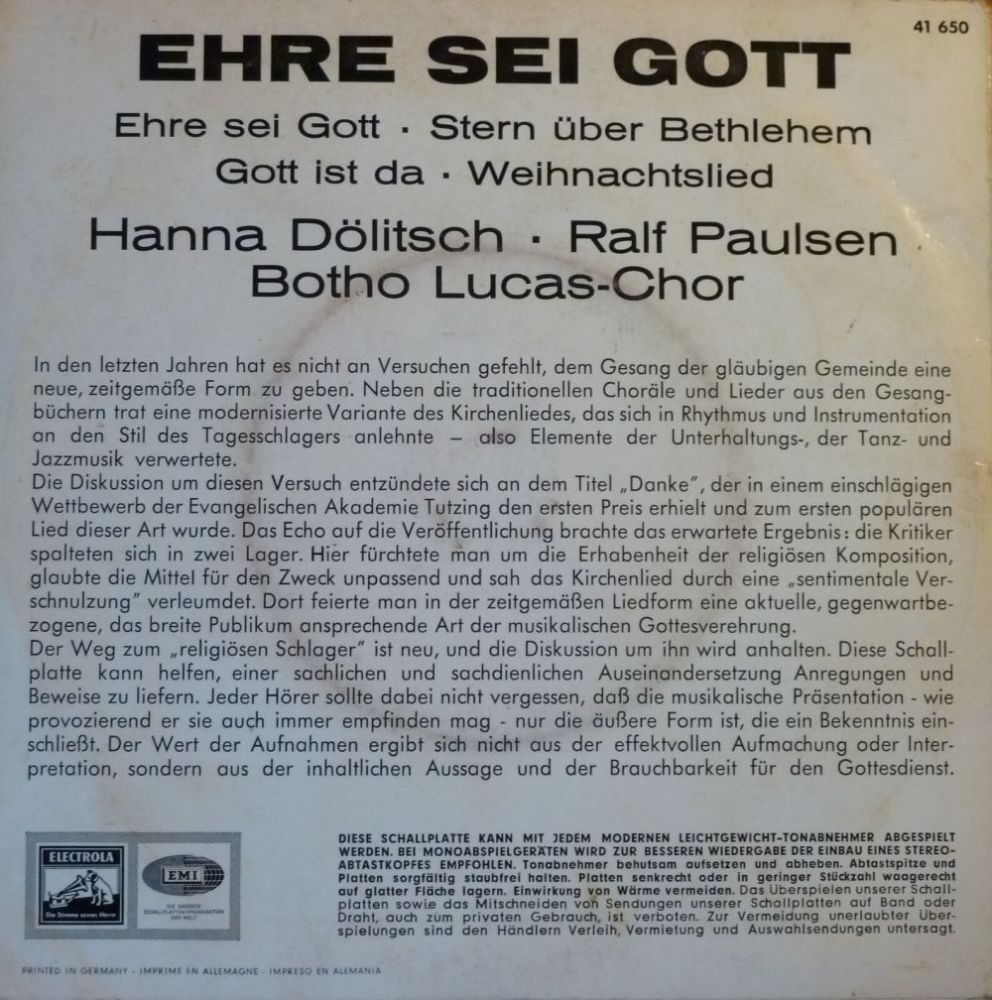 41 650
EHRE SEI GOTT
Ehre sei Gott · Stern über Bethlehem
Gott ist da · Weihnachtslied
Hanna Dölitsch · Ralf Paulsen
Botho Lucas-Chor
In den letzten Jahren hat es nicht an Versuchen gefehlt, dem Gesang der gläubigen Gemeinde eine
neue, zeitgemäße Form zu geben. Neben die traditionellen Choräle und Lieder aus den Gesang-
büchern trat eine modernisierte Variante des Kirchenliedes, das sich in Rhythmus und Instrumentation
an den Stil des Tagesschlagers anlehnte – also Elemente der Unterhaltungs-, der Tanz- und
Jazzmusik verwertete.
Die Diskussion um diesen Versuch entzündete sich an dem Titel „Danke", der in einem einschlägigen
Wettbewerb der Evangelischen Akademie Tutzing den ersten Preis erhielt und zum ersten populären
Lied dieser Art wurde. Das Echo auf die Veröffentlichung brachte das erwartete Ergebnis: die Kritiker
spalteten sich in zwei Lager. Hier fürchtete man um die Erhabenheit der religiösen Komposition,
glaubte die Mittel für den Zweck unpassend und sah das Kirchenlied durch eine „sentimentale Ver-
schnulzung" verleumdet. Dort feierte man in der zeitgemäßen Liedform eine aktuelle, gegenwartbe-
zogene, das breite Publikum ansprechende Art der musikalischen Gottesverehrung.
Der Weg zum „religiösen Schlager" ist neu, und die Diskussion um ihn wird anhalten. Diese Schall-
platte kann helfen, einer sachlichen und sachdienlichen Auseinandersetzung Anregungen und
Beweise zu liefern. Jeder Hörer sollte dabei nicht vergessen, daß die musikalische Präsentation - wie
provozierend er sie auch immer empfinden mag - nur die äußere Form ist, die ein Bekenntnis ein-
schließt. Der Wert der Aufnahmen ergibt sich nicht aus der effektvollen Aufmachung oder Inter-
pretation, sondern aus der inhaltlichen Aussage und der Brauchbarkeit für den Gottesdienst.
ELECTROLA
Die Stimme seines Herrn
EMI
DIE GRÖSSTE
SCHALLPLATTEN-ORGANISATION
DER WELT
DIESE SCHALLPLATTE KANN MIT JEDEM MODERNEN LEICHTGEWICHT-TONABNEHMER ABGESPIELT
WERDEN. BEI MONOABSPIELGERÄTEN WIRD ZUR BESSEREN WIEDERGABE DER EINBAU EINES STEREO-
ABTASTKOPFES EMPFOHLEN. Tonabnehmer behutsam aufsetzen und abheben. Abtastspitze und
Platten sorgfältig staubfrei halten. Platten senkrecht oder in geringer Stückzahl waagerecht
auf glatter Fläche lagern. Einwirkung von Wärme vermeiden. Das Überspielen unserer Schall-
platten sowie das Mitschneiden von Sendungen unserer Schallplatten auf Band oder
Draht, auch zum privaten Gebrauch, ist verboten. Zur Vermeidung unerlaubter Über-
spielungen sind den Händlern Verleih, Vermietung und Auswahlsendungen untersagt.
PRINTED IN GERMANY · IMPRIME EN ALLEMAGNE · IMPRESO EN ALEMANIA